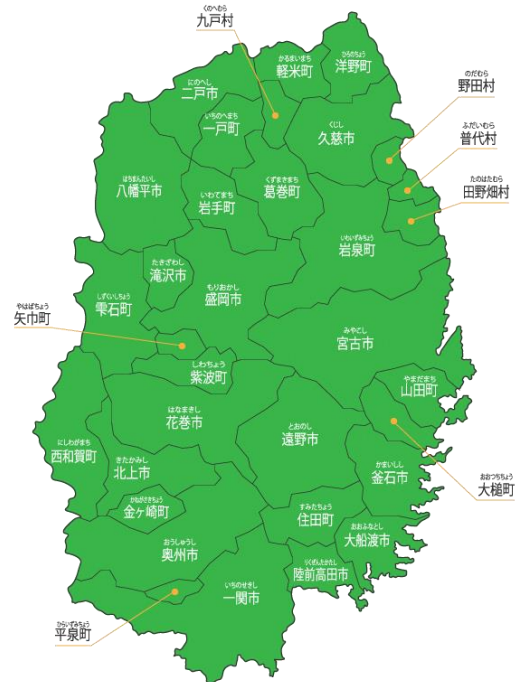 くのへむら
九戸村
かるまいまち
軽米町
ひろのちょう
洋野町
にのへし
二戸市
いちのへまち
一戸町
くじし
久慈市
のだむら
野田村
ふだいむら
普代村
たのはたむら
田野畑村
はちまんたいし
八幡平市
いわてまち
岩手町
くずまきまち
葛巻町
いわいずみちょう
岩泉町
たきざわし
滝沢市
しずくいしちょう
雫石町
もりおかし
盛岡市
やはばちょう
矢巾町
みやこし
宮古市
しわちょう
紫波町
やまだまち
山田町
はなまきし
花巻市
とおのし
遠野市
にしわがまち
西和賀町
きたかみし
北上市
かまいしし
釜石市
おおつちちょう
大槌町
かねがさきちょう
金ヶ崎町
すみたちょう
住田町
おおふなとし
大船渡市
おうしゅうし
奥州市
りくぜんたかたし
陸前高田市
いちのせきし
一関市
ひらいずみちょう
平泉町